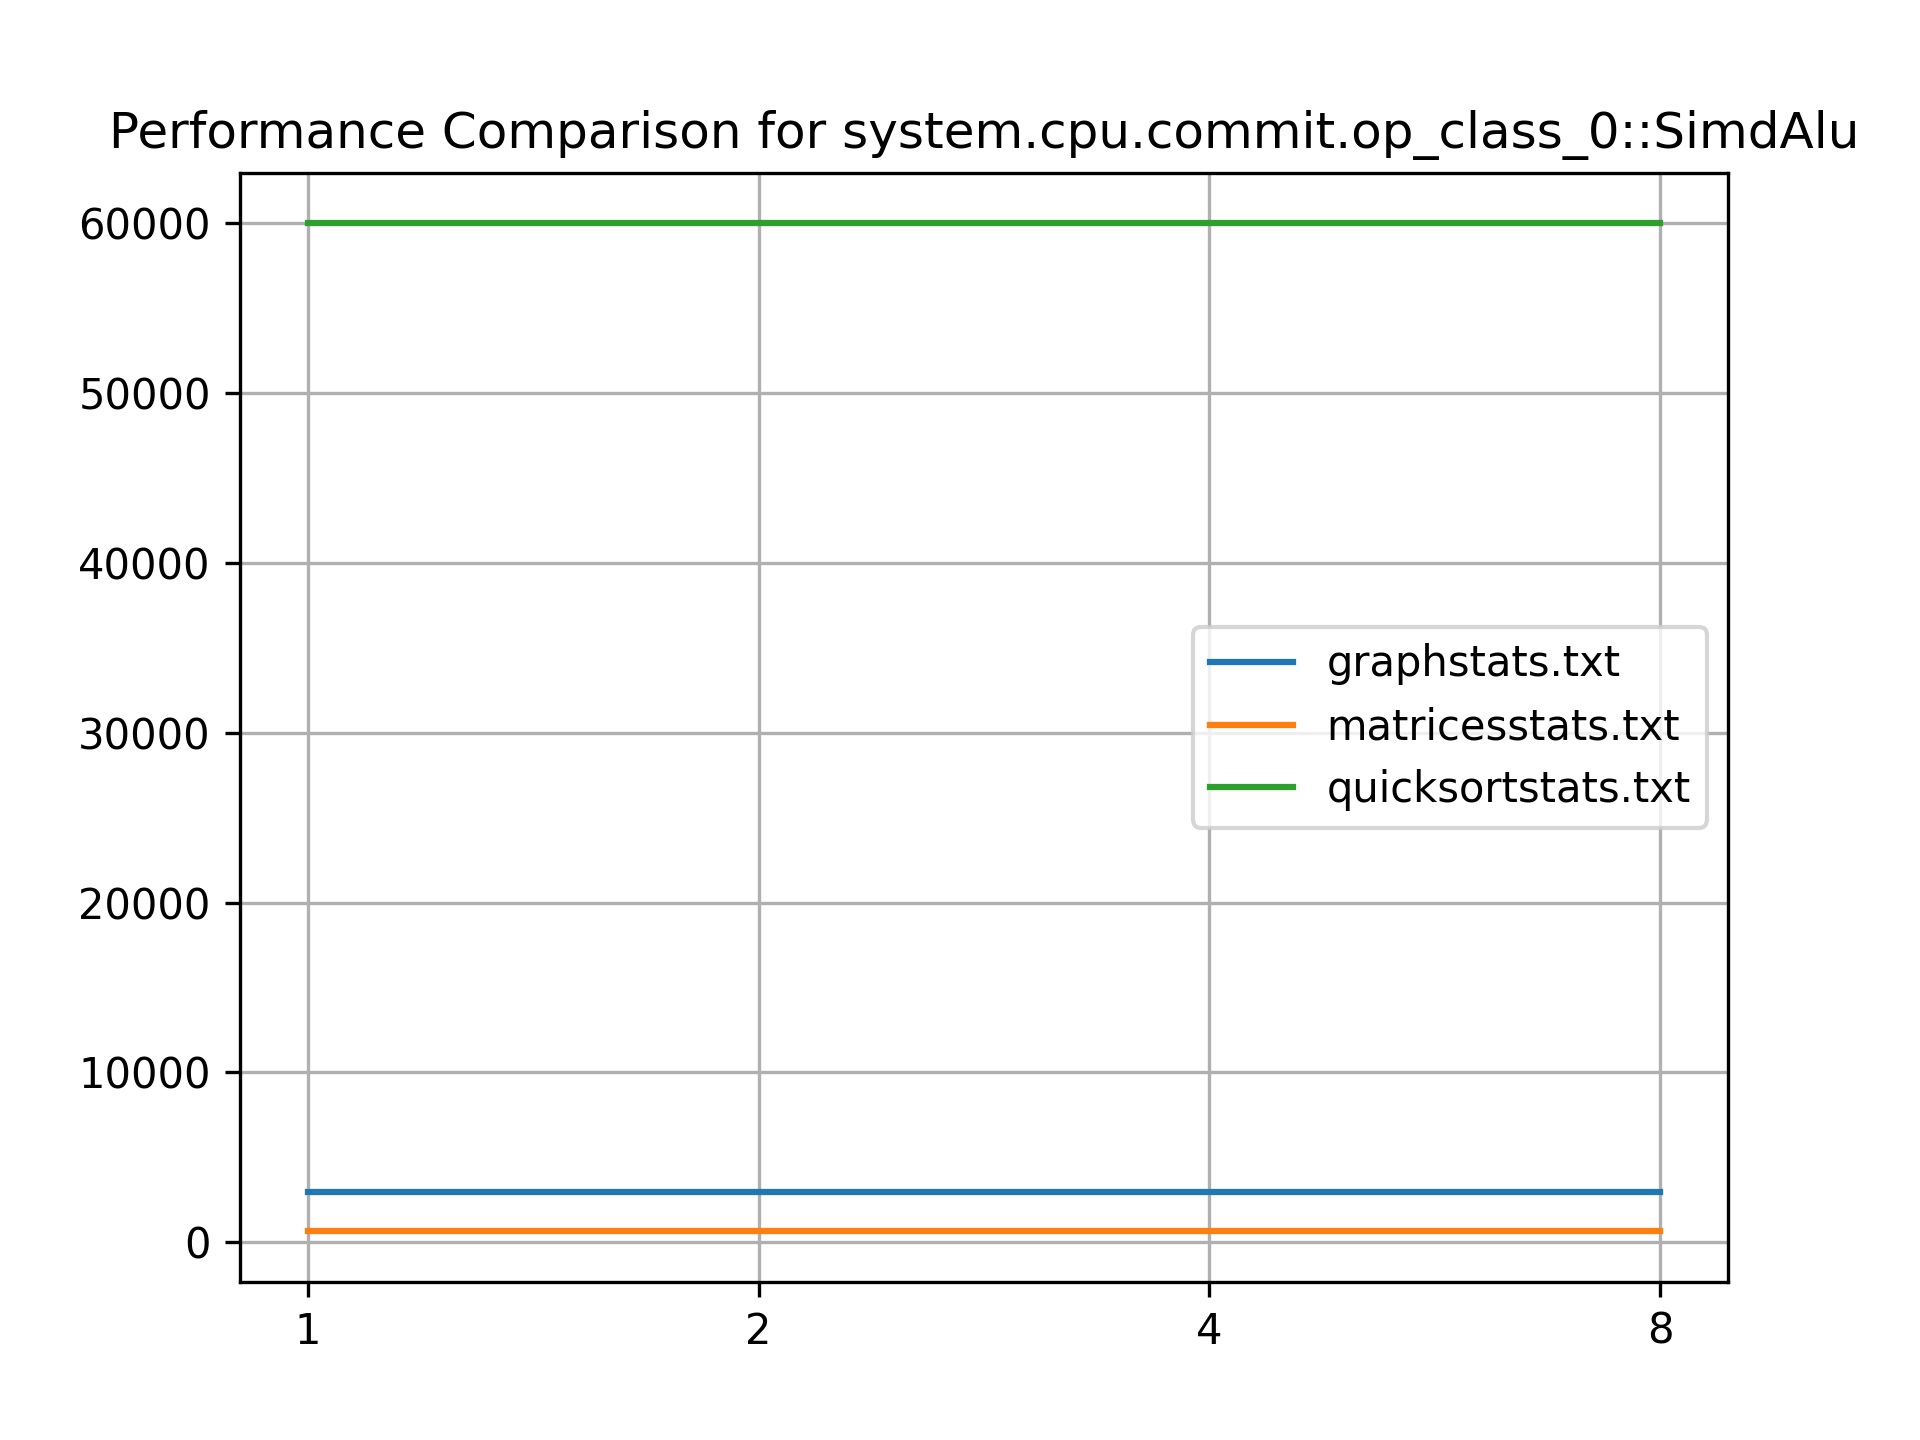 Performance Comparison for system.cpu.commit.op_class_0::SimdAlu
60000
50000
40000
30000
20000
10000
0
graphstats.txt
matricesstats.txt
quicksortstats.txt
1 2 4 8